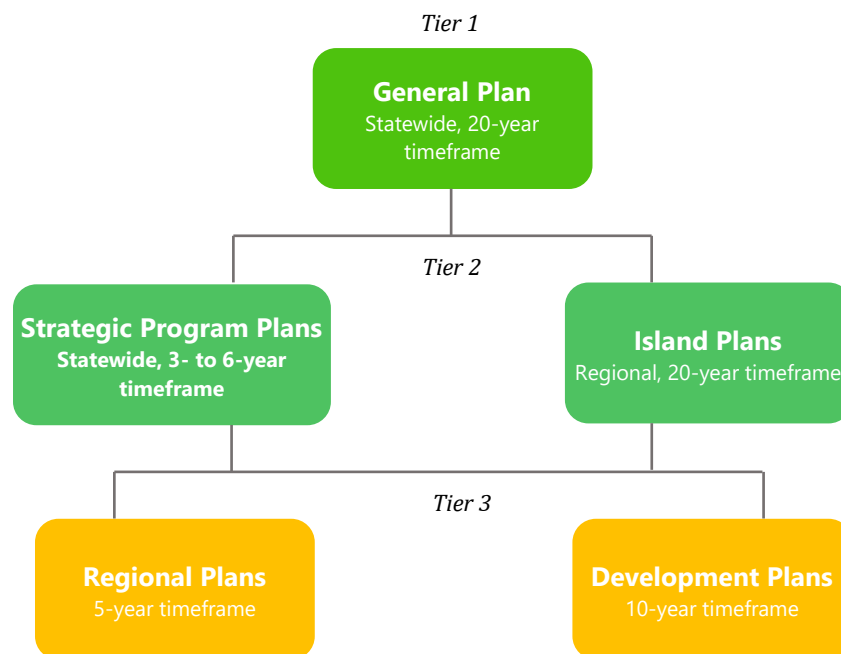 Tier 1
General Plan
Statewide, 20-year
timeframe
Tier 2
Strategic Program Plans
Statewide, 3- to 6-year
timeframe
Island Plans
Regional, 20-year timeframe
Tier 3
Regional Plans
5-year timeframe
Development Plans
10-year timeframe